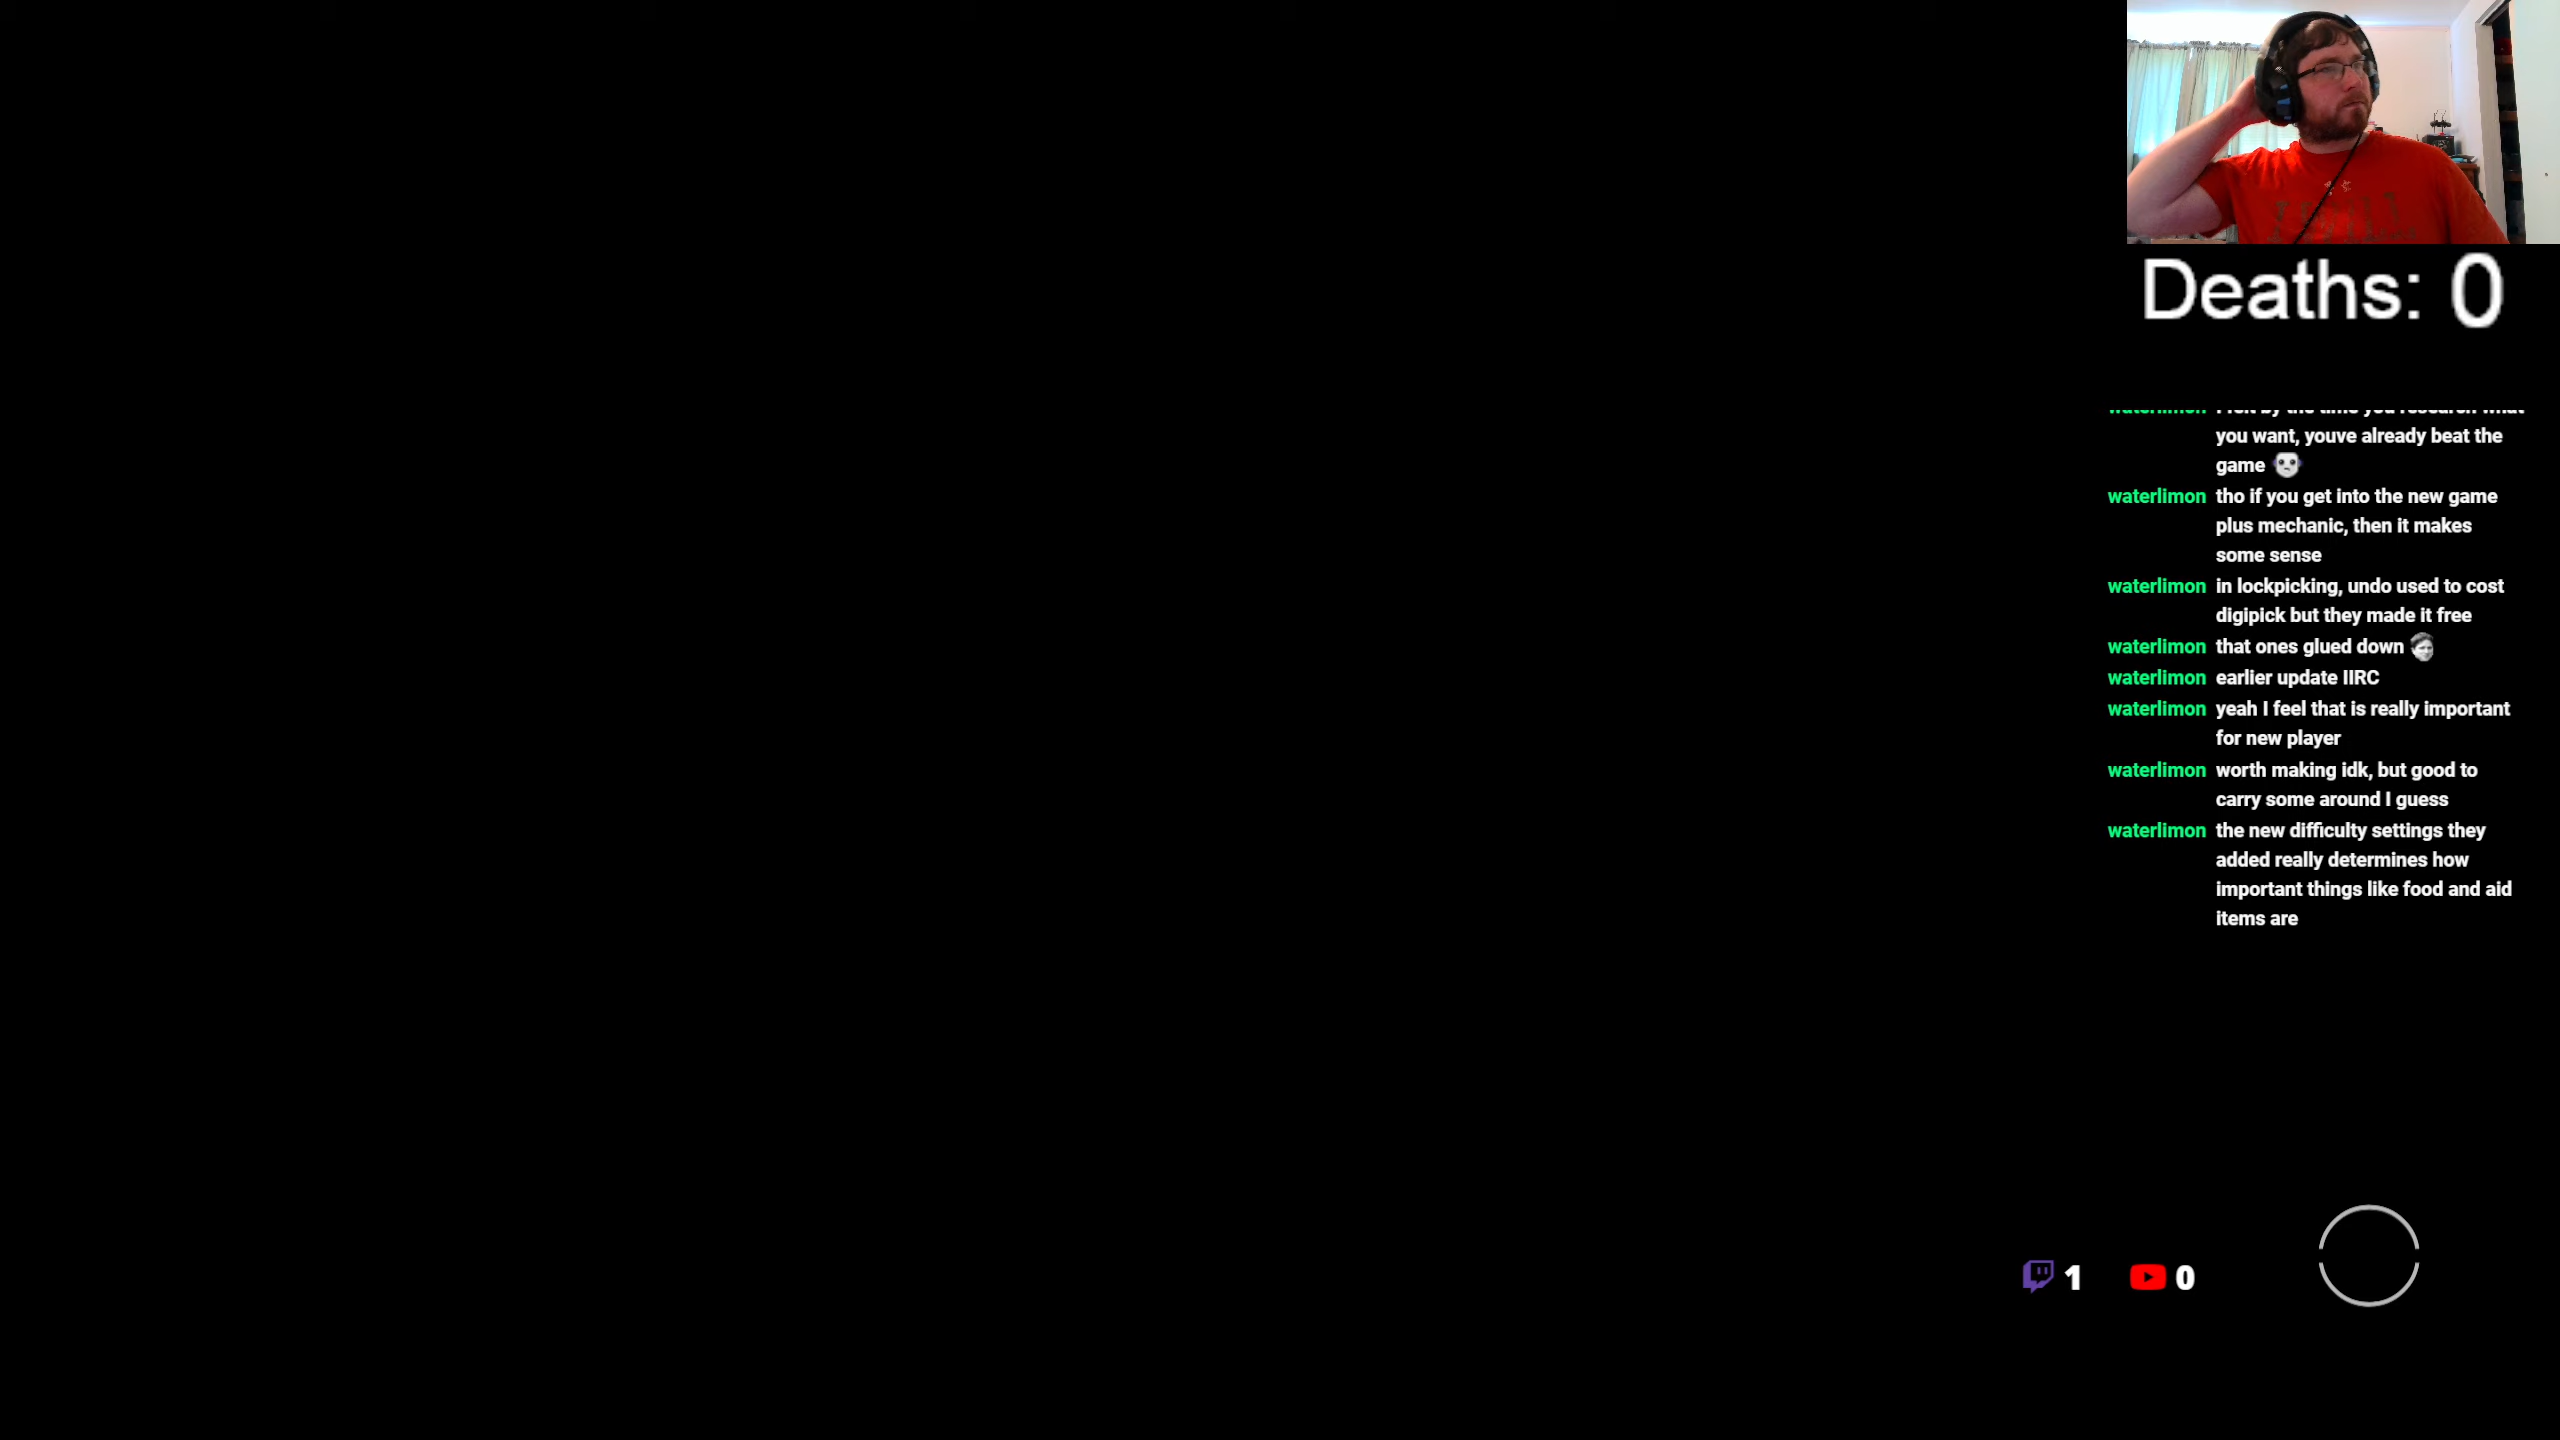 Deaths: 0
you want, youve already beat the
game
waterlimon tho if you get into the new game
plus mechanic, then it makes
some sense
waterlimon in lockpicking, undo used to cost
digipick but they made it free
waterlimon that ones glued down
waterlimon earlier update IIRC
waterlimon yeah I feel that is really important
for new player
waterlimon worth making idk, but good to
carry some around I guess
waterlimon the new difficulty settings they
added really determines how
important things like food and aid
items are
1 0